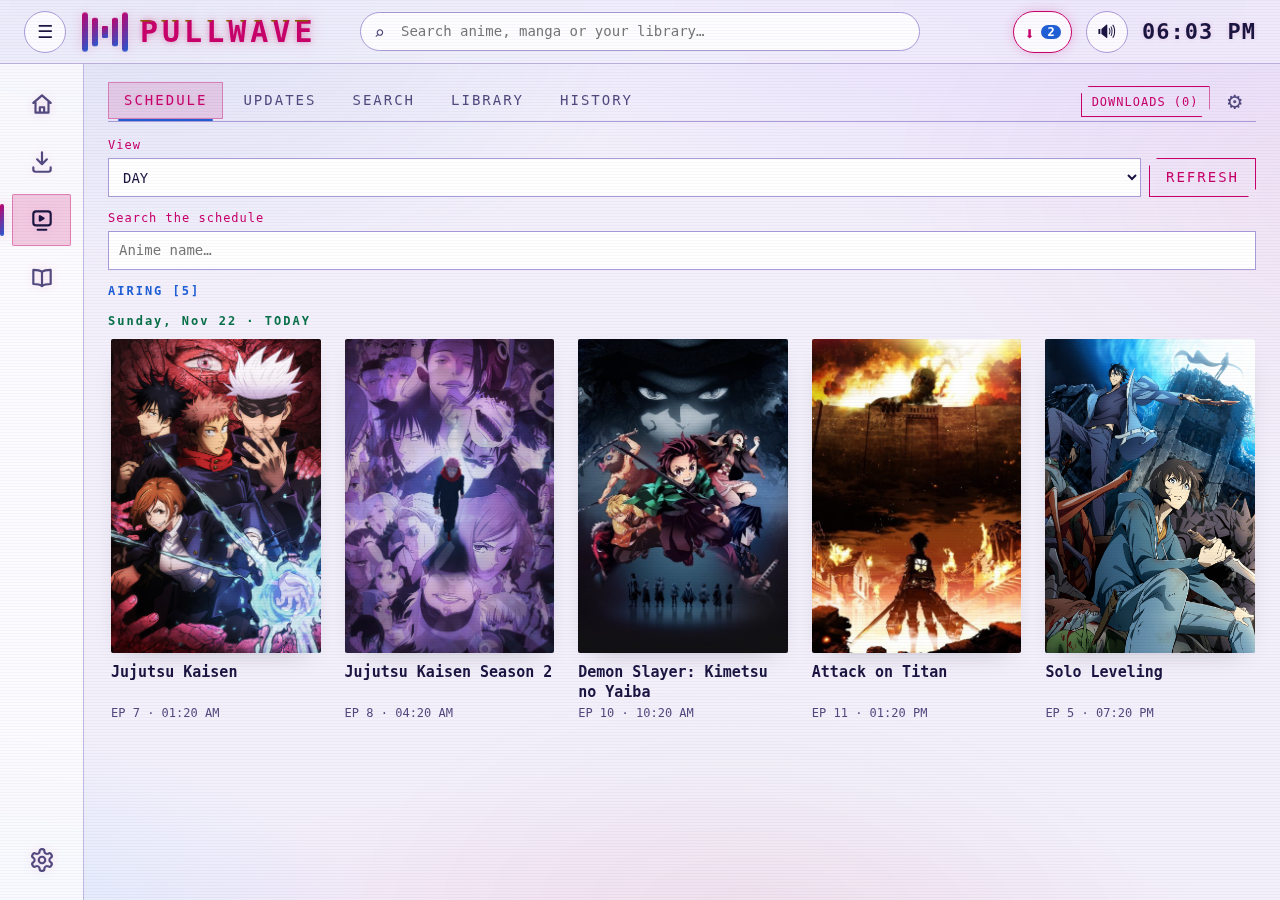 PULLWAVE
Search anime, manga or your library…
2
06:03 PM
SCHEDULE
UPDATES
SEARCH
LIBRARY
HISTORY
DOWNLOADS (0)
View
DAY
REFRESH
Search the schedule
Anime name…
AIRING [5]
Sunday, Nov 22 · TODAY
Jujutsu Kaisen
EP 7 · 01:20 AM
Jujutsu Kaisen Season 2
EP 8 · 04:20 AM
Demon Slayer: Kimetsu
no Yaiba
EP 10 · 10:20 AM
Attack on Titan
EP 11 · 01:20 PM
Solo Leveling
EP 5 · 07:20 PM